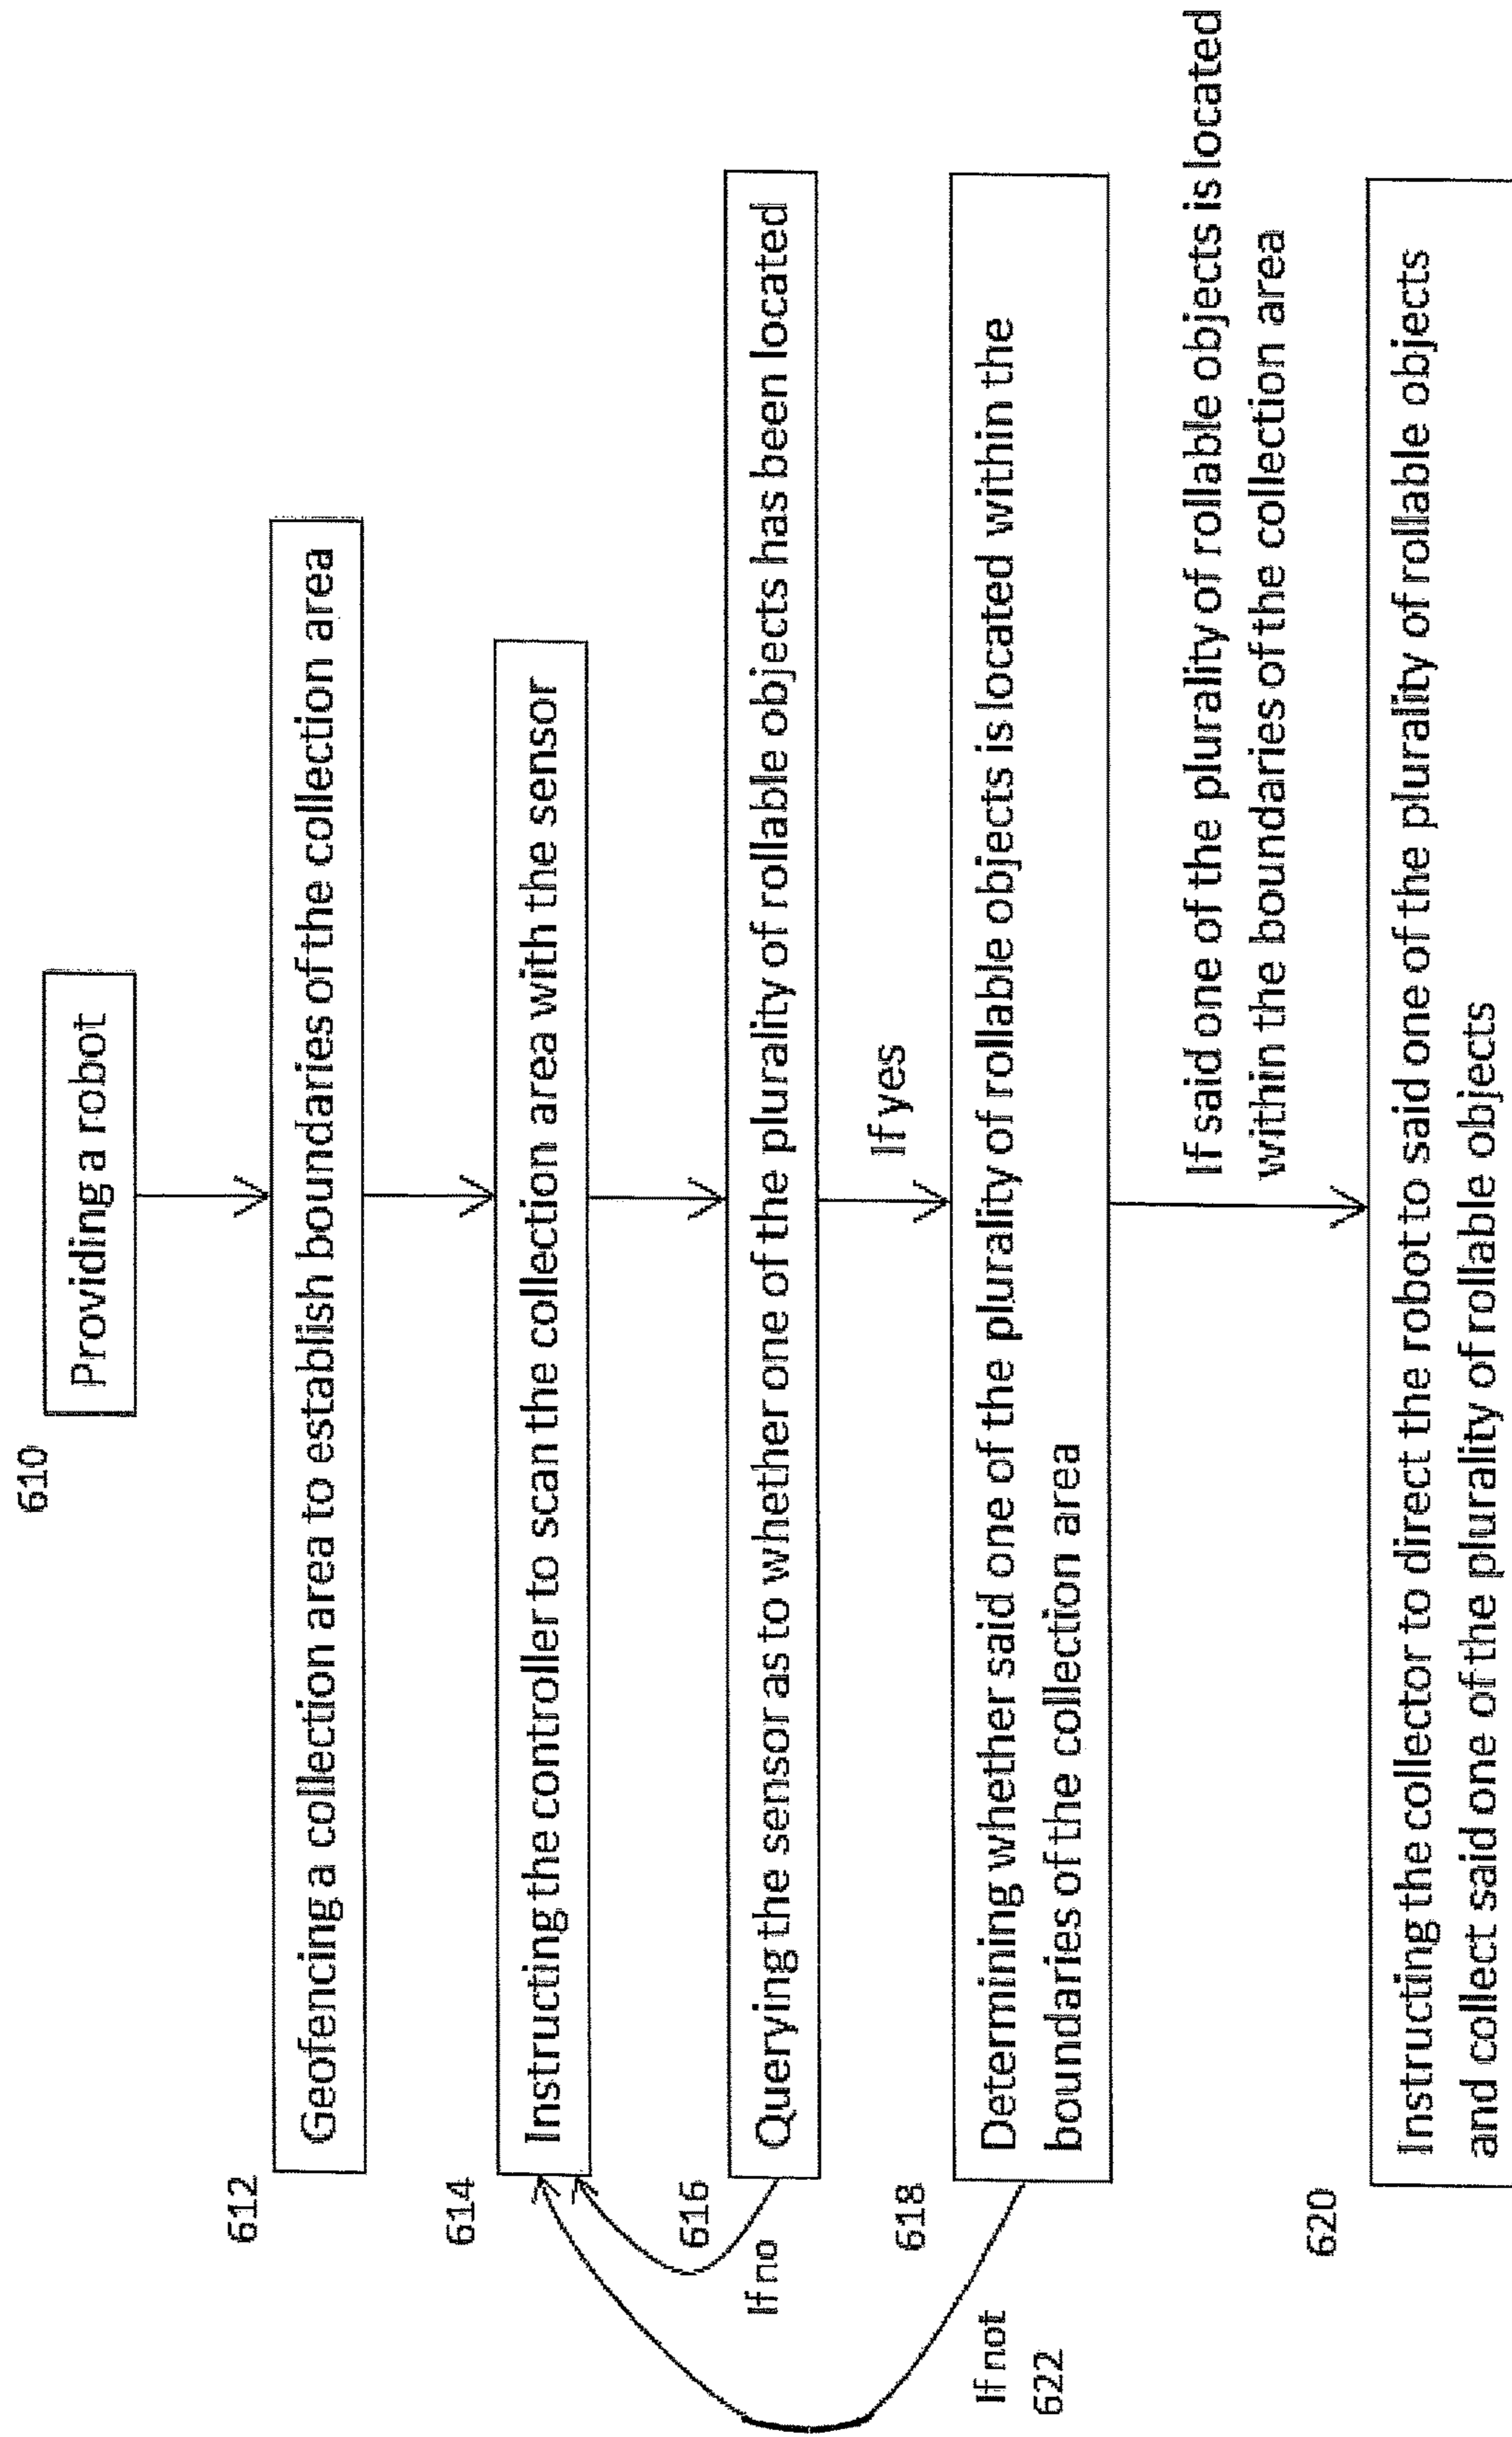 610
Providing a robot
612
Geofencing a collection area to establish boundaries of the collection area
614
Instructing the controller to scan the collection area with the sensor
616
Querying the sensor as to whether one of the plurality of rollable objects has been located
If no
If yes
618
Determining whether said one of the plurality of rollable objects is located within the
boundaries of the collection area
If not
622
If said one of the plurality of rollable objects is located
within the boundaries of the collection area
620
Instructing the collector to direct the robot to said one of the plurality of rollable objects
and collect said one of the plurality of rollable objects